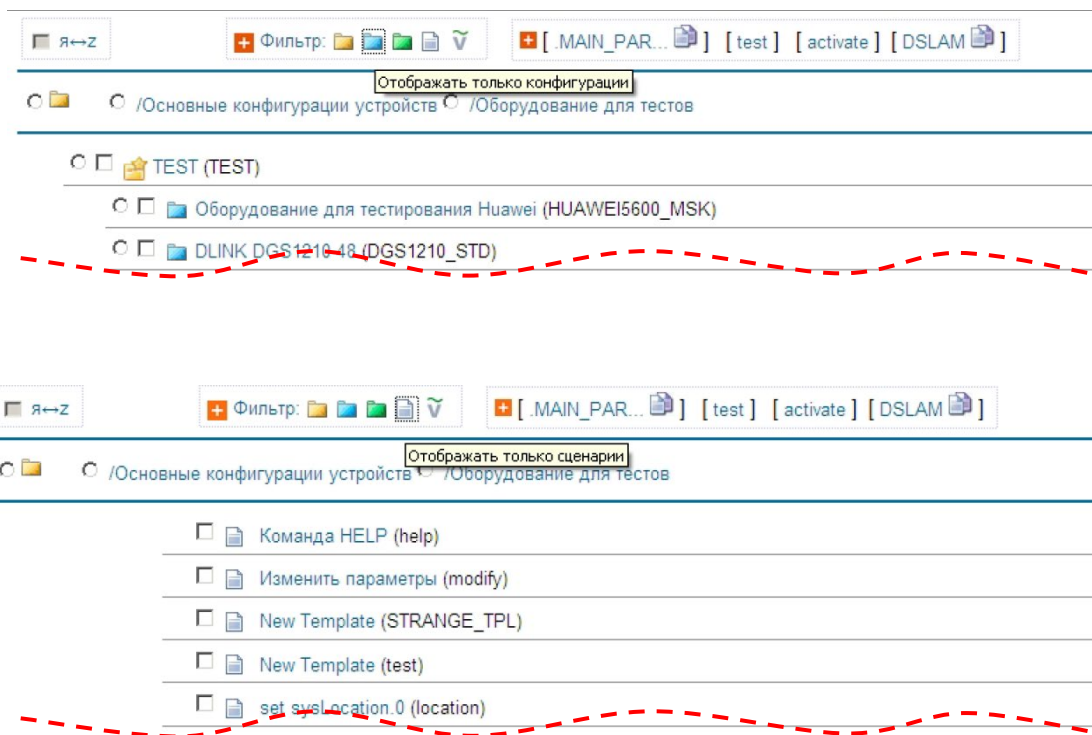 я↔z Фильтр: [ .MAIN_PAR... ] [ test ] [ activate ] [ DSLAM ]
Отображать только конфигурации
/Основные конфигурации устройств /Оборудование для тестов
TEST (TEST)
Оборудование для тестирования Huawei (HUAWEI5600_MSK)
DLINK DGS1210-48 (DGS1210_STD)
я↔z Фильтр: [ .MAIN_PAR... ] [ test ] [ activate ] [ DSLAM ]
Отображать только сценарии
/Основные конфигурации устройств /Оборудование для тестов
Команда HELP (help)
Изменить параметры (modify)
New Template (STRANGE_TPL)
New Template (test)
set sysLocation.0 (location)